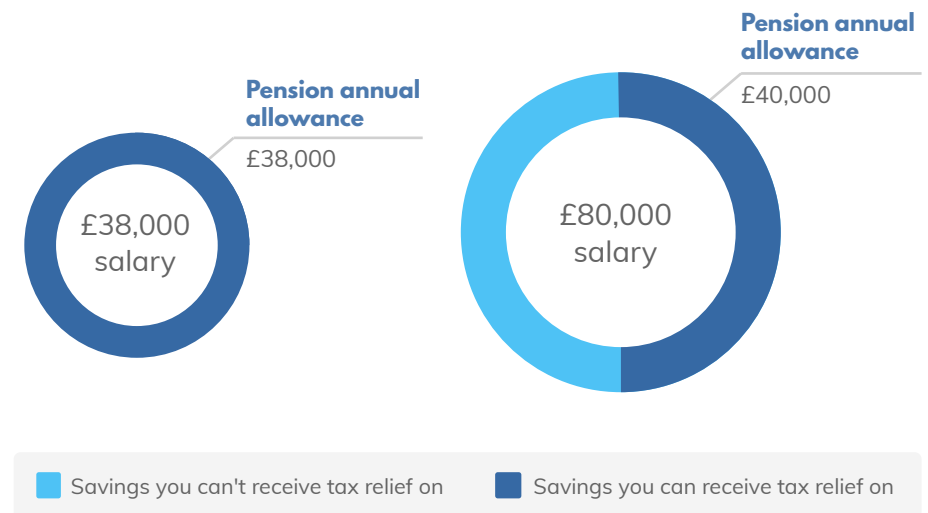 Pension annual
allowance
£38,000
£38,000
salary
Pension annual
allowance
£40,000
£80,000
salary
Savings you can't receive tax relief on
Savings you can receive tax relief on